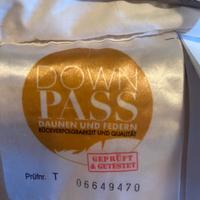 DOWN
PASS
DAUNEN UND FEDERN
RÜCKVERFOLGBARKEIT UND QUALITÄT
GEPRÜFT
& GETESTET
Prüfnr. T 06649470